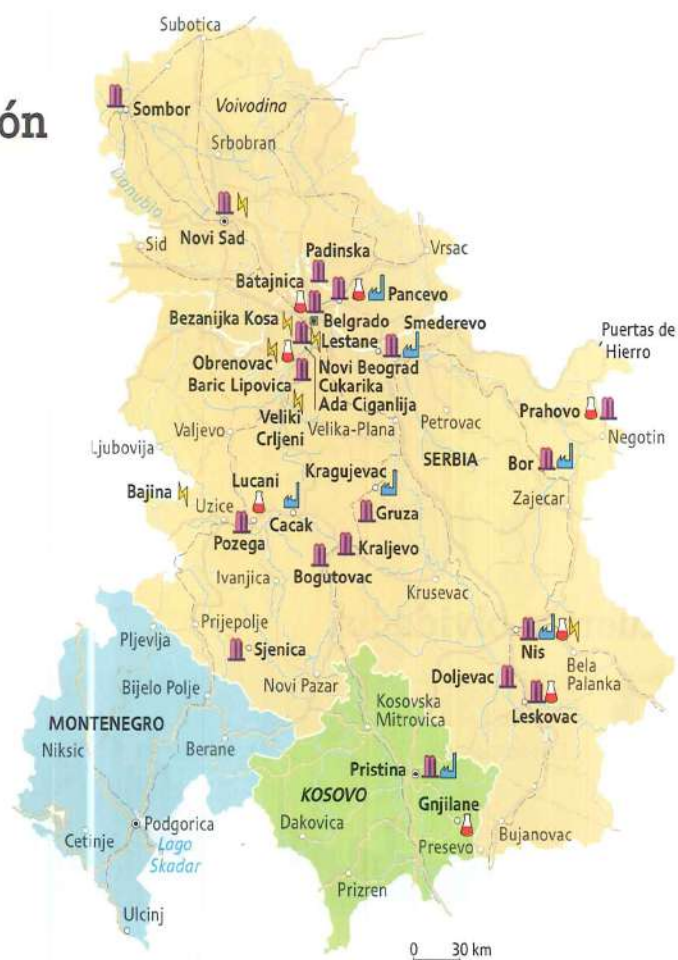 Subotica
ón
Sombor
Voivodina
Srbobran
Danubio
Sid
Novi Sad
Padinska
Vrsac
Batajnica
Pancevo
Bezanijka Kosa
Belgrado
Smederevo
Lestane
Puertas de
Hierro
Obrenovac
Novi Beograd
Baric Lipovica
Cukarika
Ada Ciganlija
Prahovo
Veliki
Crljeni
Velika-Plana
Petrovac
Negotin
Valjevo
Ljubovija
SERBIA
Bor
Lucani
Kragujevac
Bajina
Uzice
Zajecar
Cacak
Gruza
Pozega
Kraljevo
Bogutovac
Ivanjica
Krusevac
Prijepolje
Pljevlja
Sjenica
Nis
Bela
Palanka
Bijelo Polje
Novi Pazar
Doljevac
Kosovska
Mitrovica
Leskovac
MONTENEGRO
Niksic
Berane
Pristina
KOSOVO
Gnjilane
Podgorica
Dakovica
Cetinje
Lago
Skadar
Presevo
Bujanovac
Prizren
Ulcinj
0 30 km